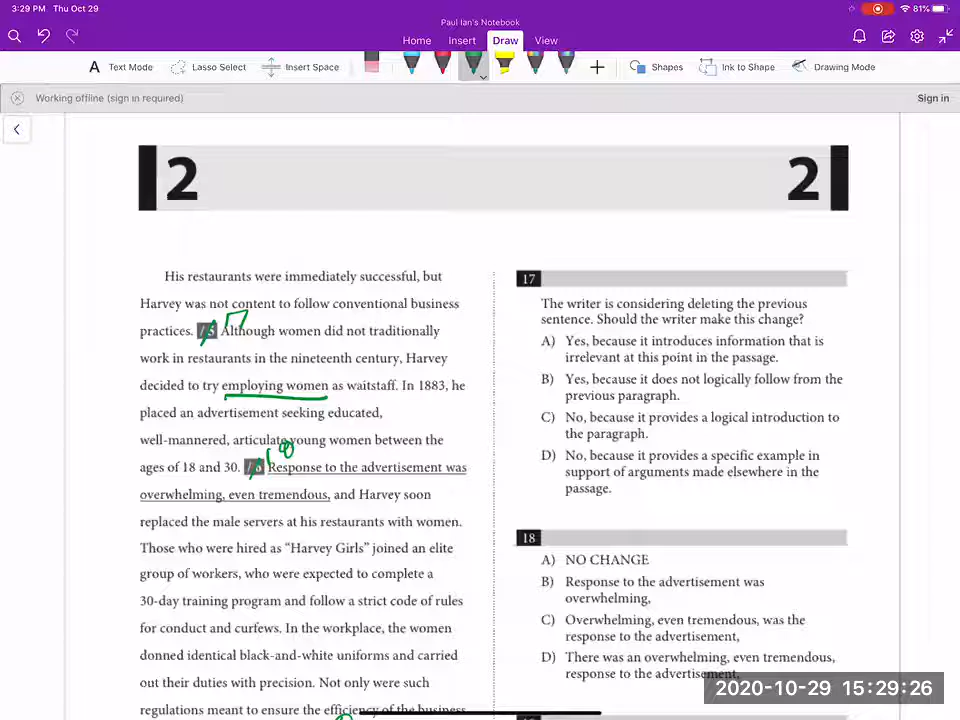 3:29 PM Thu Oct 29
81%
Paul Ian's Notebook
Home Insert Draw View
A Text Mode Lasso Select Insert Space Shapes Ink to Shape Drawing Mode
Working offline (sign in required) Sign in
2 2
His restaurants were immediately successful, but
Harvey was not content to follow conventional business
practices. 17 Although women did not traditionally
work in restaurants in the nineteenth century, Harvey
decided to try employing women as waitstaff. In 1883, he
placed an advertisement seeking educated,
well-mannered, articulate young women between the
ages of 18 and 30. 18 Response to the advertisement was
overwhelming, even tremendous, and Harvey soon
replaced the male servers at his restaurants with women.
Those who were hired as “Harvey Girls” joined an elite
group of workers, who were expected to complete a
30-day training program and follow a strict code of rules
for conduct and curfews. In the workplace, the women
donned identical black-and-white uniforms and carried
out their duties with precision. Not only were such
regulations meant to ensure the efficiency of the business
17
The writer is considering deleting the previous
sentence. Should the writer make this change?
A) Yes, because it introduces information that is
irrelevant at this point in the passage.
B) Yes, because it does not logically follow from the
previous paragraph.
C) No, because it provides a logical introduction to
the paragraph.
D) No, because it provides a specific example in
support of arguments made elsewhere in the
passage.
18
A) NO CHANGE
B) Response to the advertisement was
overwhelming,
C) Overwhelming, even tremendous, was the
response to the advertisement,
D) There was an overwhelming, even tremendous,
response to the advertisement,
2020-10-29 15:29:26